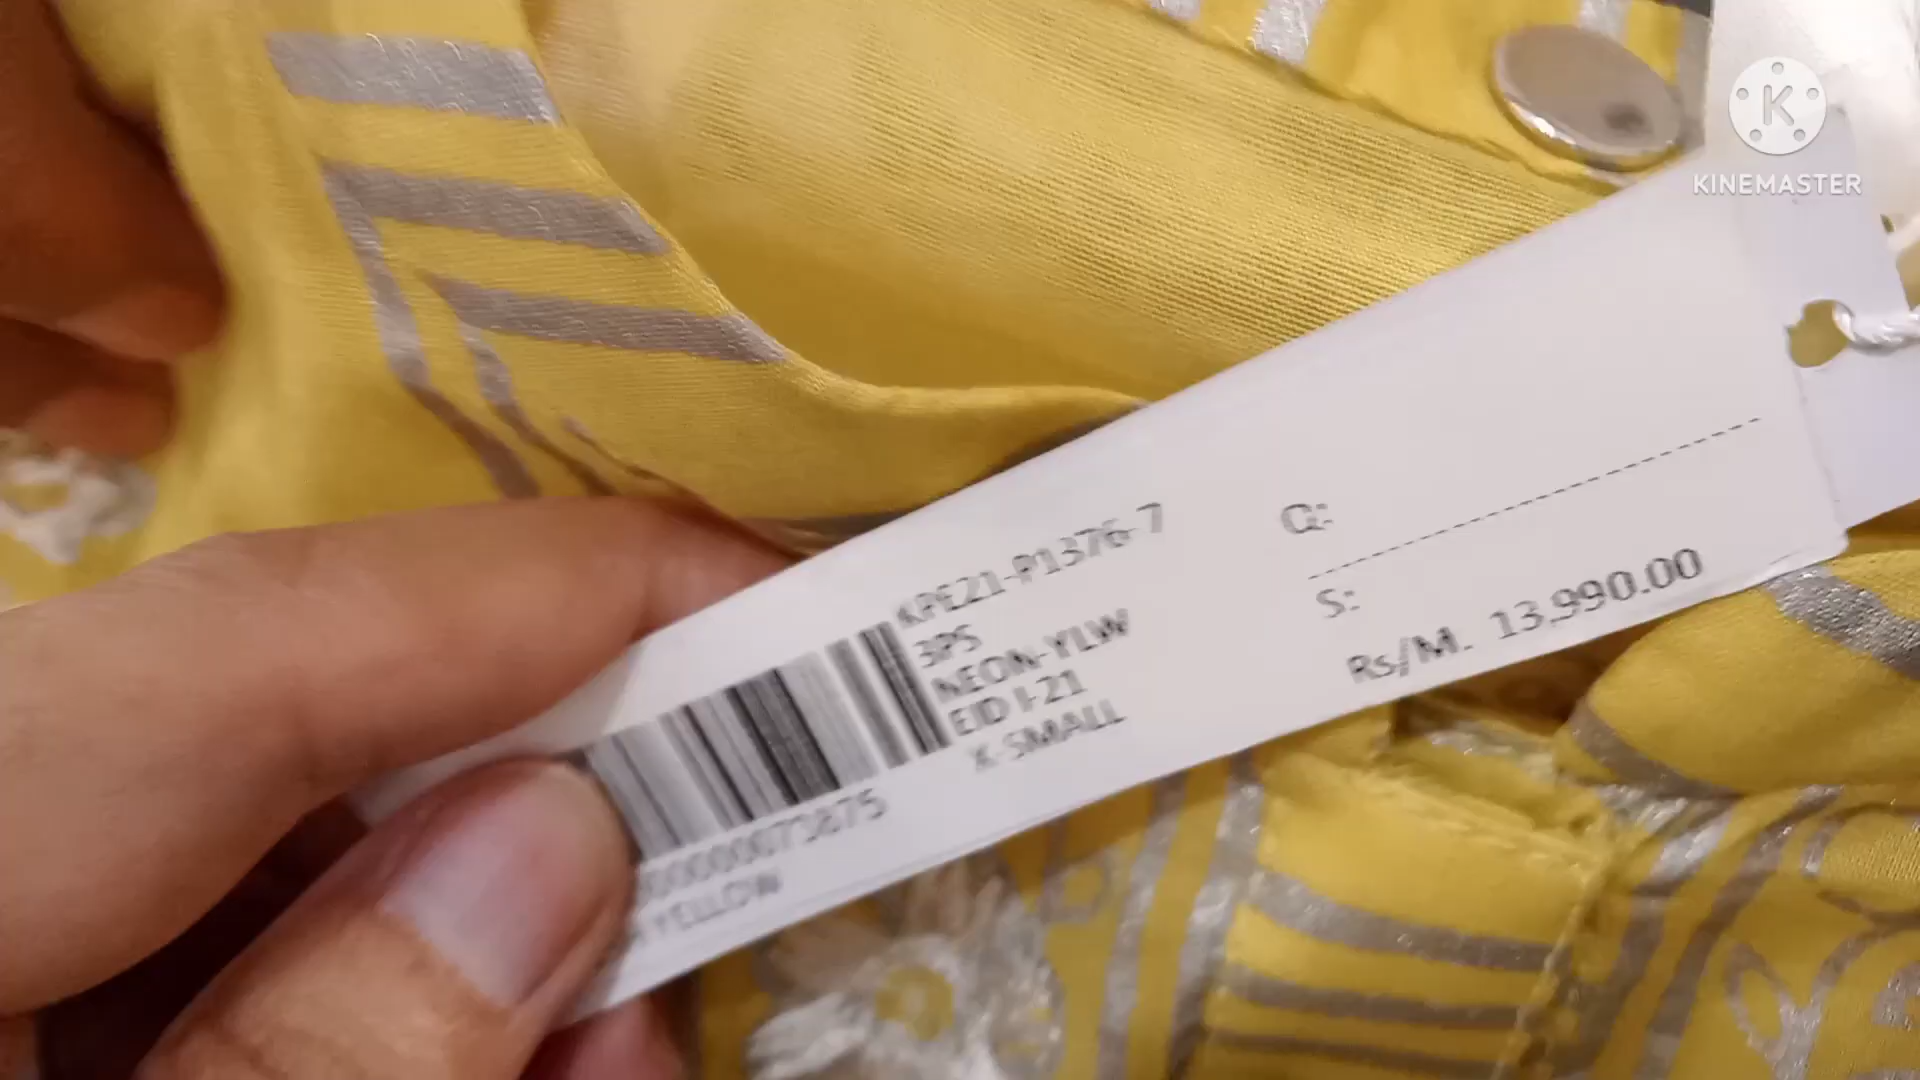 KINEMASTER
KPE21-P1376-7
3PS
NEON-YLW
EID I-21
X-SMALL
YELLOW
Q:
S:
Rs/M. 13,990.00